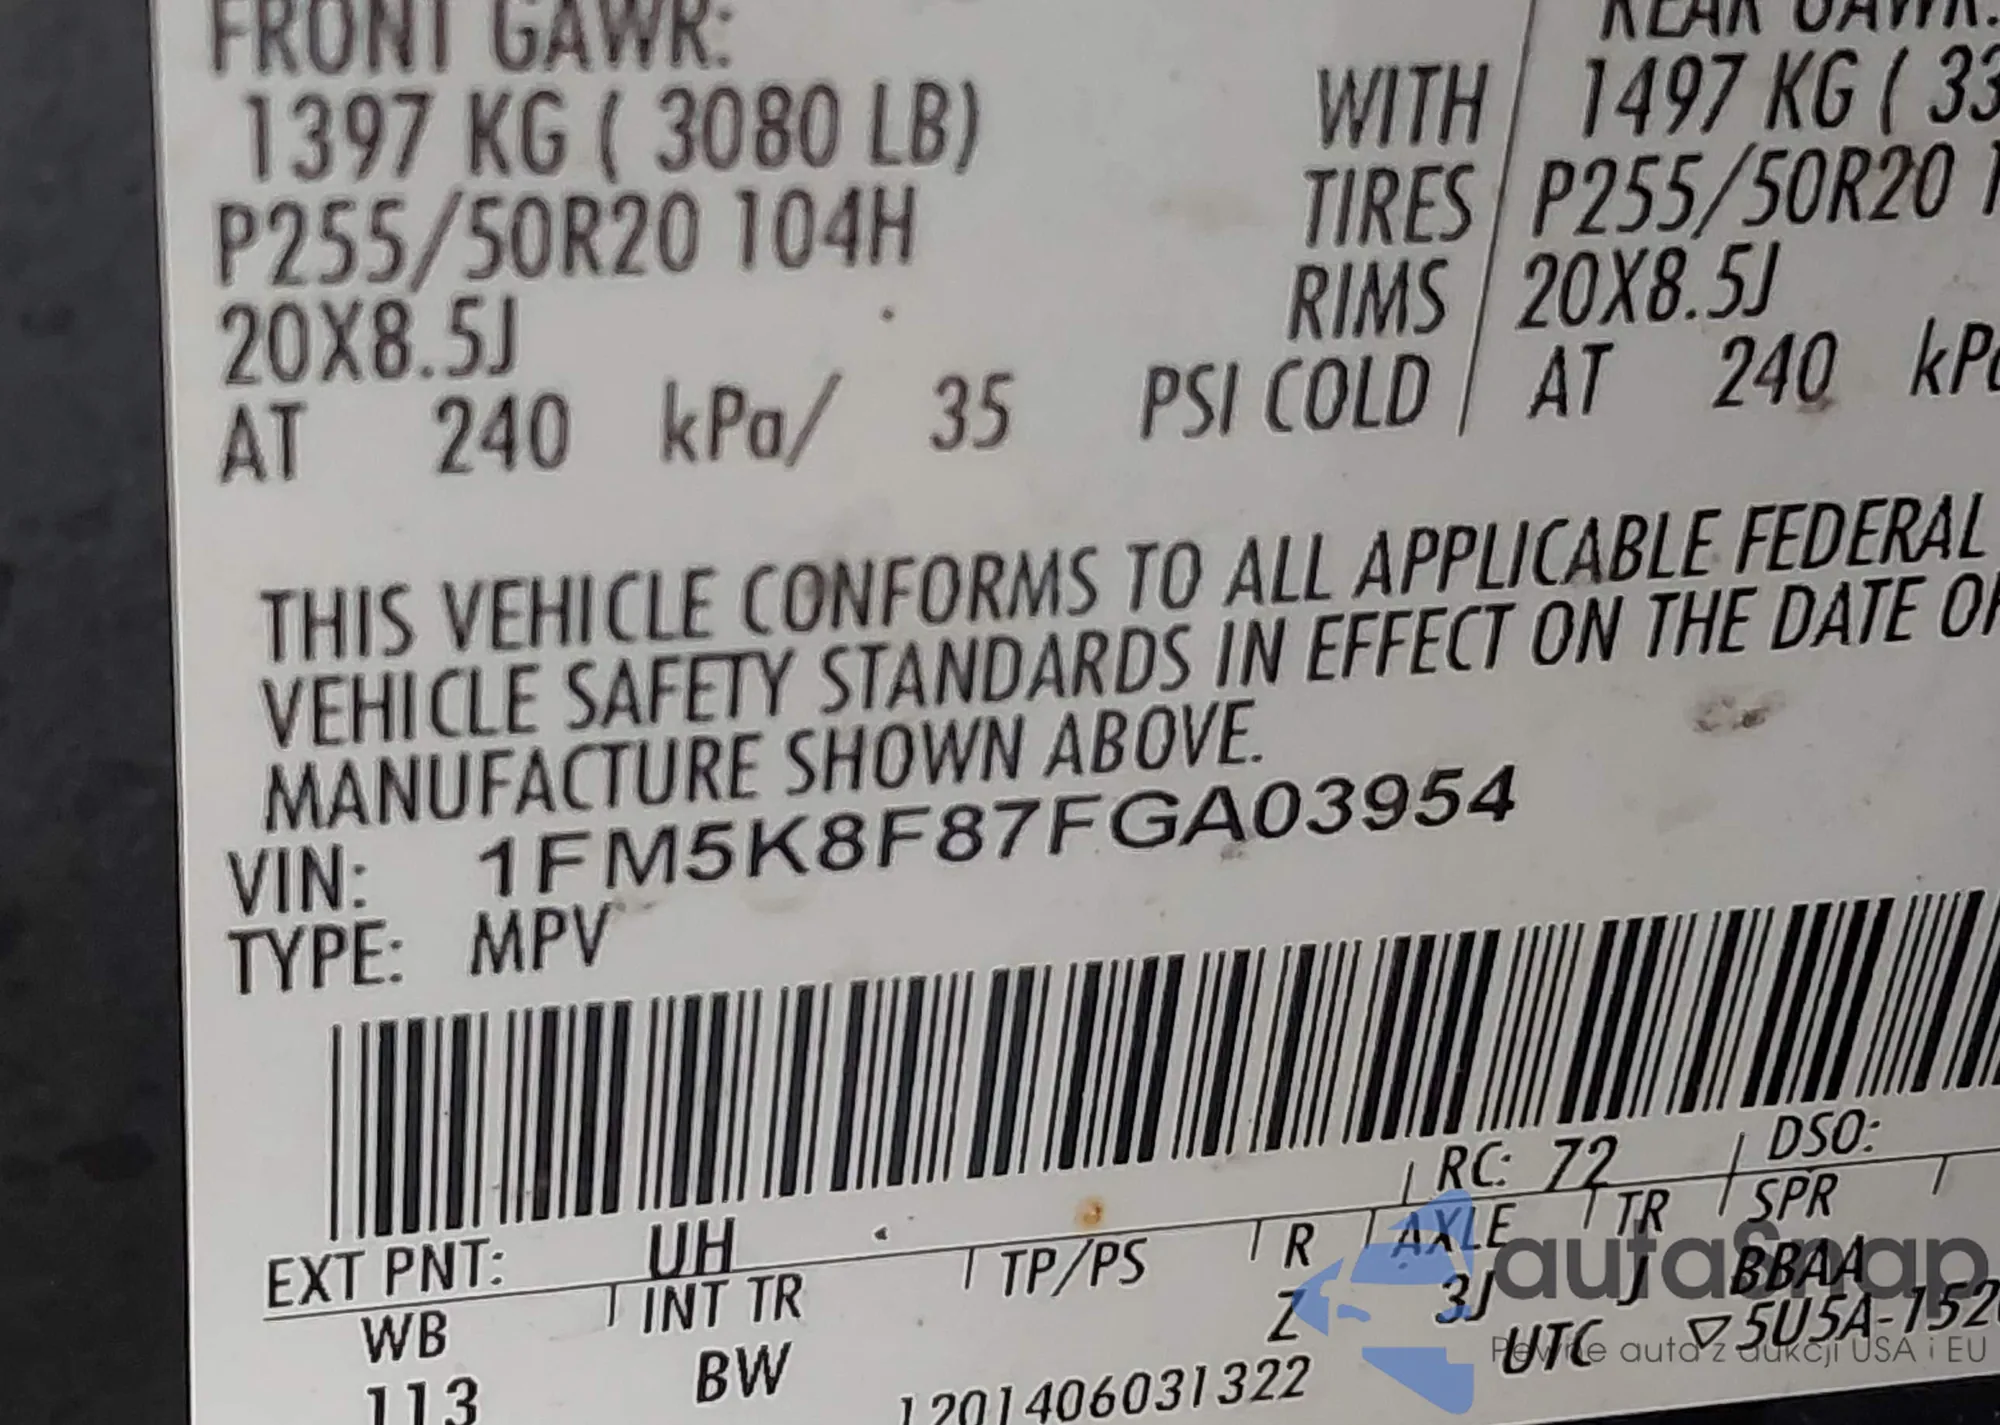 FRONT GAWR:
1397 KG ( 3080 LB)
P255/50R20 104H
20X8.5J
AT 240 kPa/ 35 PSI COLD
WITH
TIRES
RIMS
REAR GAWR:
1497 KG ( 33
P255/50R20 1
20X8.5J
AT 240 kPa
THIS VEHICLE CONFORMS TO ALL APPLICABLE FEDERAL
VEHICLE SAFETY STANDARDS IN EFFECT ON THE DATE OF
MANUFACTURE SHOWN ABOVE.
VIN: 1FM5K8F87FGA03954
TYPE: MPV
RC: 72 DSO:
EXT PNT: UH
WB INT TR TP/PS R AXLE TR SPR
113 BW Z 3J J BBAA
1201406031322 UTC ▽5U5A-152
autaSnap
Pewne auta z aukcji USA i EU